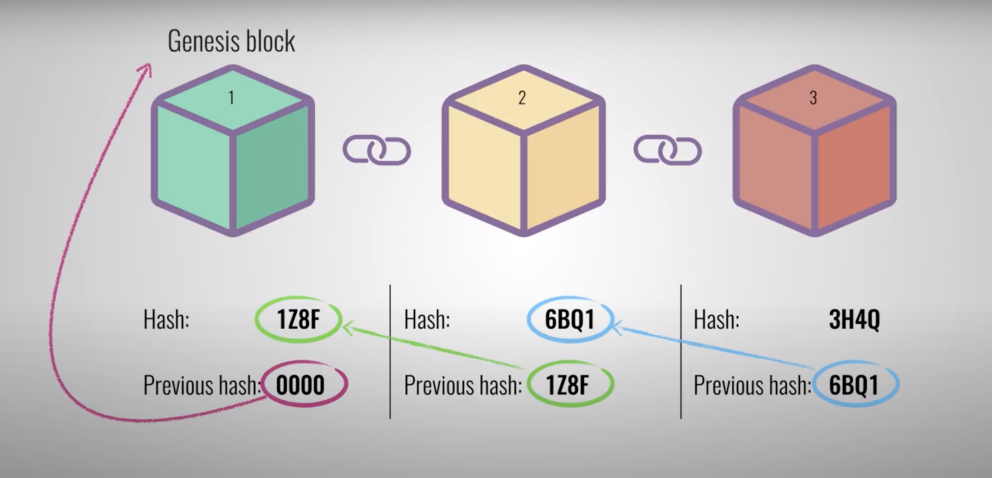 Genesis block
1
2
3
Hash: 1Z8F
Previous hash: 0000
Hash: 6BQ1
Previous hash: 1Z8F
Hash: 3H4Q
Previous hash: 6BQ1